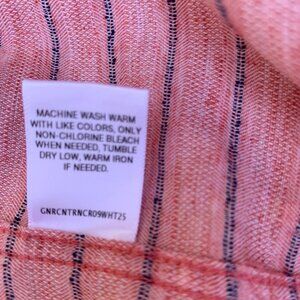 MACHINE WASH WARM
WITH LIKE COLORS, ONLY
NON-CHLORINE BLEACH
WHEN NEEDED, TUMBLE
DRY LOW, WARM IRON
IF NEEDED.
GNRCNTRNCR09WHT25